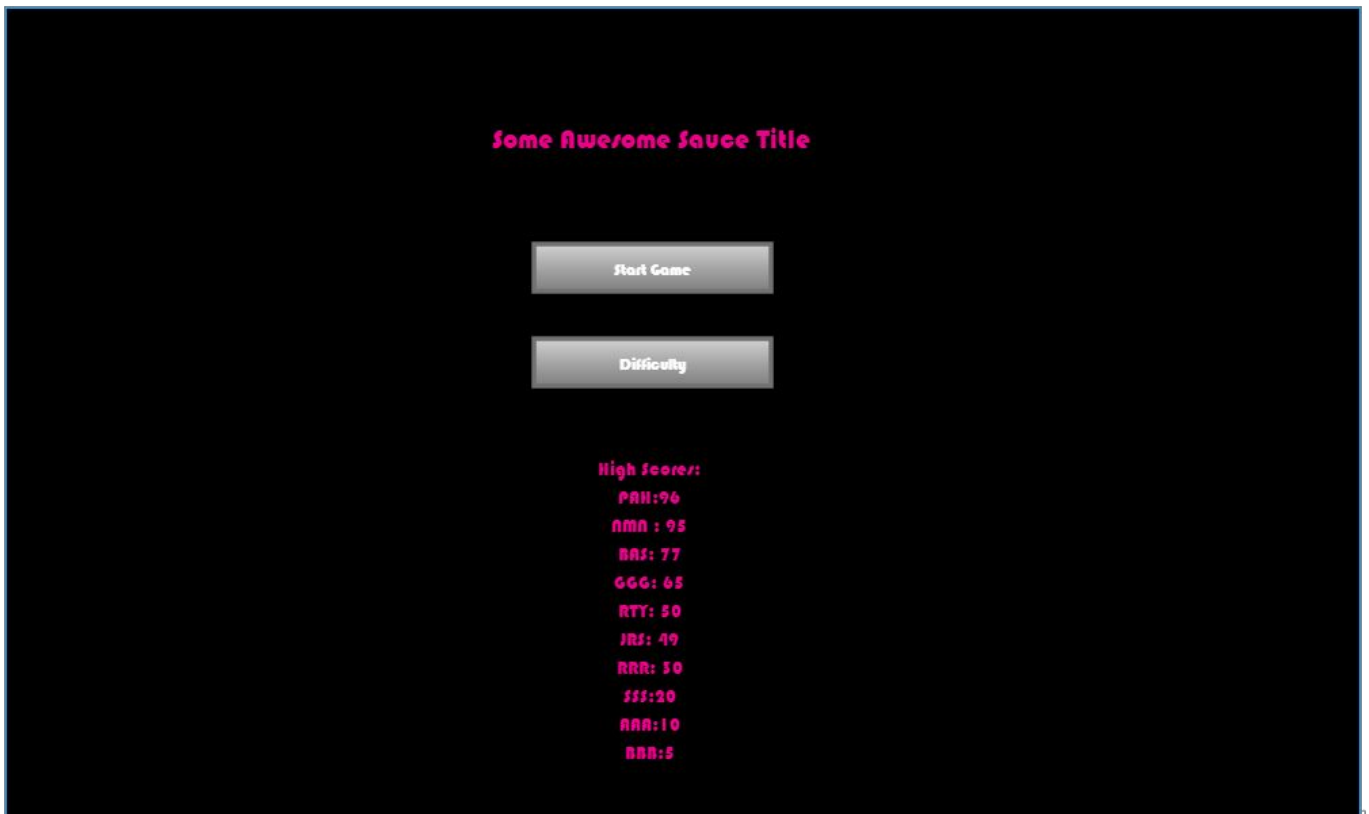 Some Awesome Sauce Title
Start Game
Difficulty
High Scores:
PAH:96
NMN : 95
BAS: 77
GGG: 65
RTY: 50
JRS: 49
RRR: 30
SSS:20
AAA:10
BBB:5